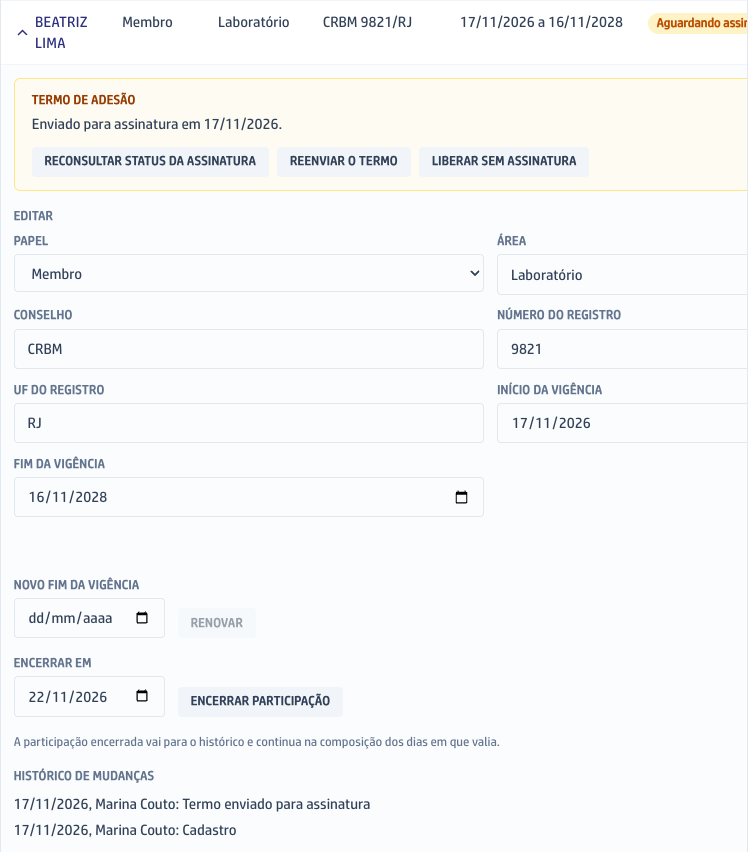 BEATRIZ LIMA Membro Laboratório CRBM 9821/RJ 17/11/2026 a 16/11/2028 Aguardando
TERMO DE ADESÃO
Enviado para assinatura em 17/11/2026.
RECONSULTAR STATUS DA ASSINATURA REENVIAR O TERMO LIBERAR SEM ASSINATURA
EDITAR
PAPEL ÁREA
Membro Laboratório
CONSELHO NÚMERO DO REGISTRO
CRBM 9821
UF DO REGISTRO INÍCIO DA VIGÊNCIA
RJ 17/11/2026
FIM DA VIGÊNCIA
16/11/2028
NOVO FIM DA VIGÊNCIA
dd/mm/aaaa RENOVAR
ENCERRAR EM
22/11/2026 ENCERRAR PARTICIPAÇÃO
A participação encerrada vai para o histórico e continua na composição dos dias em que valia.
HISTÓRICO DE MUDANÇAS
17/11/2026, Marina Couto: Termo enviado para assinatura
17/11/2026, Marina Couto: Cadastro